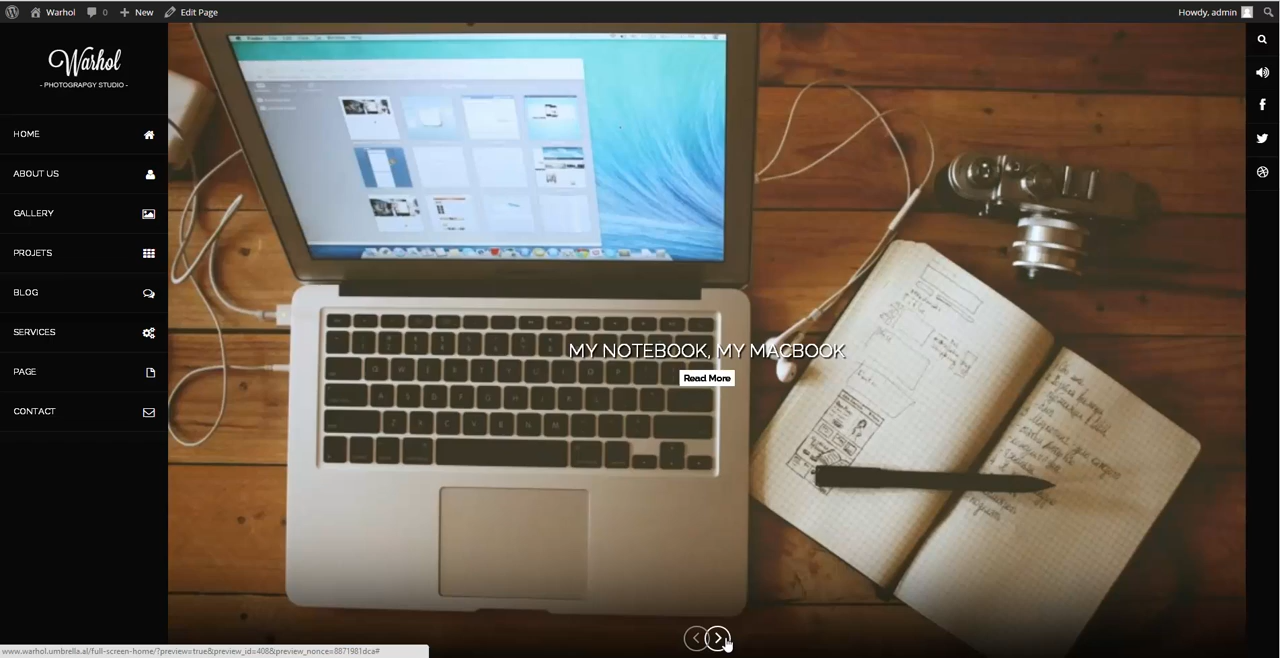 Warhol
0
New
Edit Page
Howdy, admin
Warhol
- PHOTOGRAPGY STUDIO -
HOME
ABOUT US
GALLERY
PROJETS
BLOG
SERVICES
PAGE
CONTACT
MY NOTEBOOK, MY MACBOOK
Read More
www.warhol.umbrella.al/full-screen-home/?preview=true&preview_id=408&preview_nonce=8871981dca#